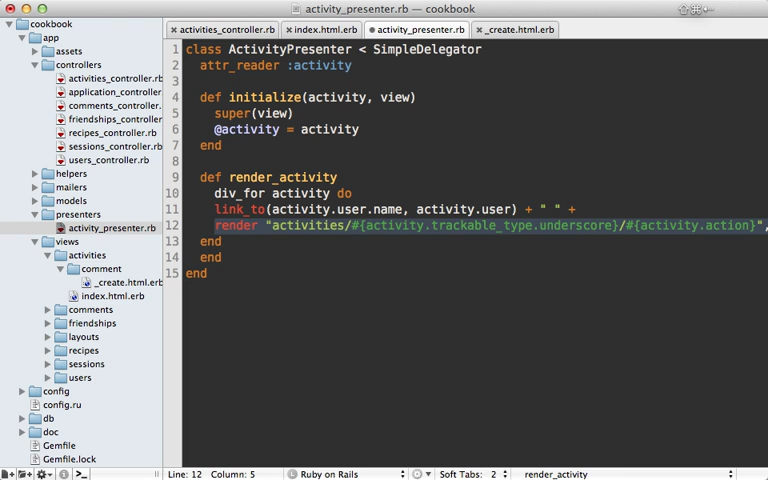 activity_presenter.rb — cookbook
activities_controller.rb
index.html.erb
activity_presenter.rb
_create.html.erb
cookbook
app
assets
controllers
activities_controller.rb
application_controller
comments_controller.
friendships_controller
recipes_controller.rb
sessions_controller.rb
users_controller.rb
helpers
mailers
models
presenters
activity_presenter.rb
views
activities
comment
_create.html.erb
index.html.erb
comments
friendships
layouts
recipes
sessions
users
config
config.ru
db
doc
Gemfile
Gemfile.lock
1 class ActivityPresenter < SimpleDelegator
2 attr_reader :activity
3
4 def initialize(activity, view)
5 super(view)
6 @activity = activity
7 end
8
9 def render_activity
10 div_for activity do
11 link_to(activity.user.name, activity.user) + " " +
12 render "activities/#{activity.trackable_type.underscore}/#{activity.action}",
13 end
14 end
15 end
Line: 12 Column: 5
Ruby on Rails
Soft Tabs: 2
render_activity